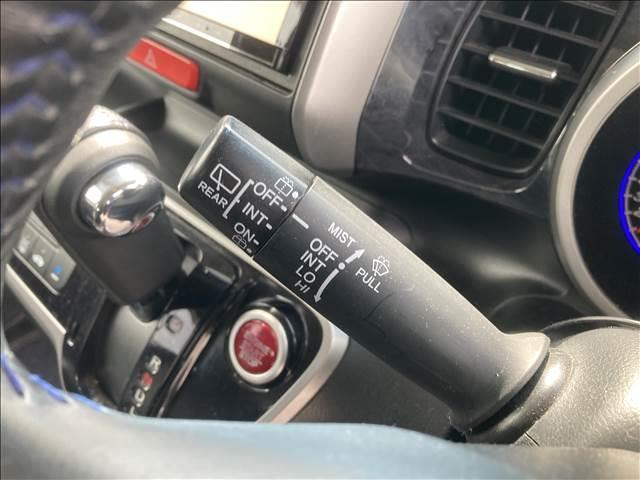 REAR
OFF
INT
ON
MIST
OFF
INT
LO
HI
PULL
R